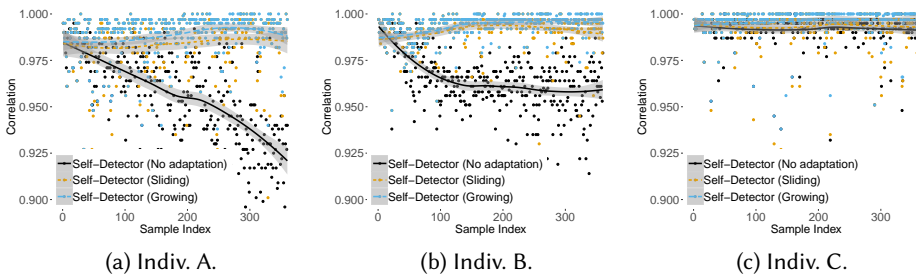 1.000
0.975
0.950
0.925
0.900
Correlation
Self-Detector (No adaptation)
Self-Detector (Sliding)
Self-Detector (Growing)
0 100 200 300
Sample Index
(a) Indiv. A.
1.000
0.975
0.950
0.925
0.900
Correlation
Self-Detector (No adaptation)
Self-Detector (Sliding)
Self-Detector (Growing)
0 100 200 300
Sample Index
(b) Indiv. B.
1.000
0.975
0.950
0.925
0.900
Correlation
Self-Detector (No adaptation)
Self-Detector (Sliding)
Self-Detector (Growing)
0 100 200 300
Sample Index
(c) Indiv. C.